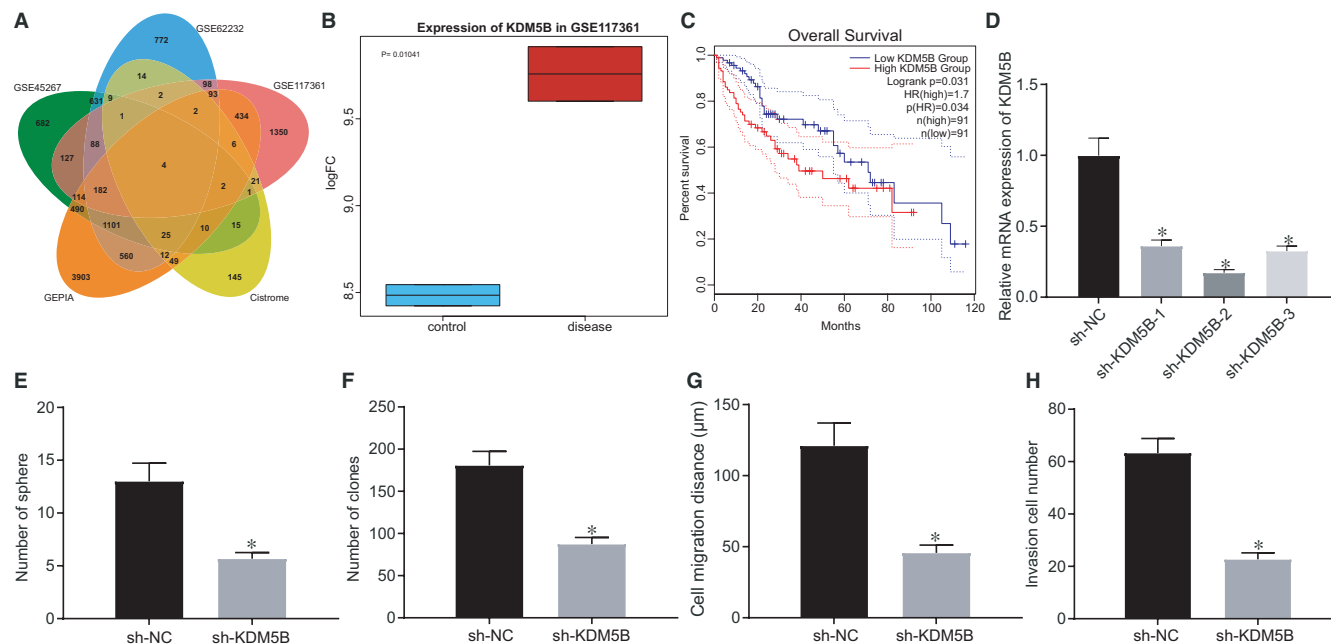 A
GSE62232
772
GSE45267
14
98
GSE117361
631
9
2
93
682
1
2
434
1350
88
6
127
4
182
2
21
1
114
490
1101
25
10
15
560
12
49
3903
145
GEPIA
Cistrome
B
Expression of KDM5B in GSE117361
P= 0.01041
logFC
9.5
9.0
8.5
control
disease
C
Overall Survival
Low KDM5B Group
High KDM5B Group
Logrank p=0.031
HR(high)=1.7
p(HR)=0.034
n(high)=91
n(low)=91
Percent survival
1.0
0.8
0.6
0.4
0.2
0.0
0 20 40 60 80 100 120
Months
D
Relative mRNA expression of KDM5B
1.5
1.0
0.5
0.0
* * *
sh-NC
sh-KDM5B-1
sh-KDM5B-2
sh-KDM5B-3
E
Number of sphere
20
15
10
5
0
*
sh-NC sh-KDM5B
F
Number of clones
250
200
150
100
50
0
*
sh-NC sh-KDM5B
G
Cell migration disance (µm)
150
100
50
0
*
sh-NC sh-KDM5B
H
Invasion cell number
80
60
40
20
0
*
sh-NC sh-KDM5B